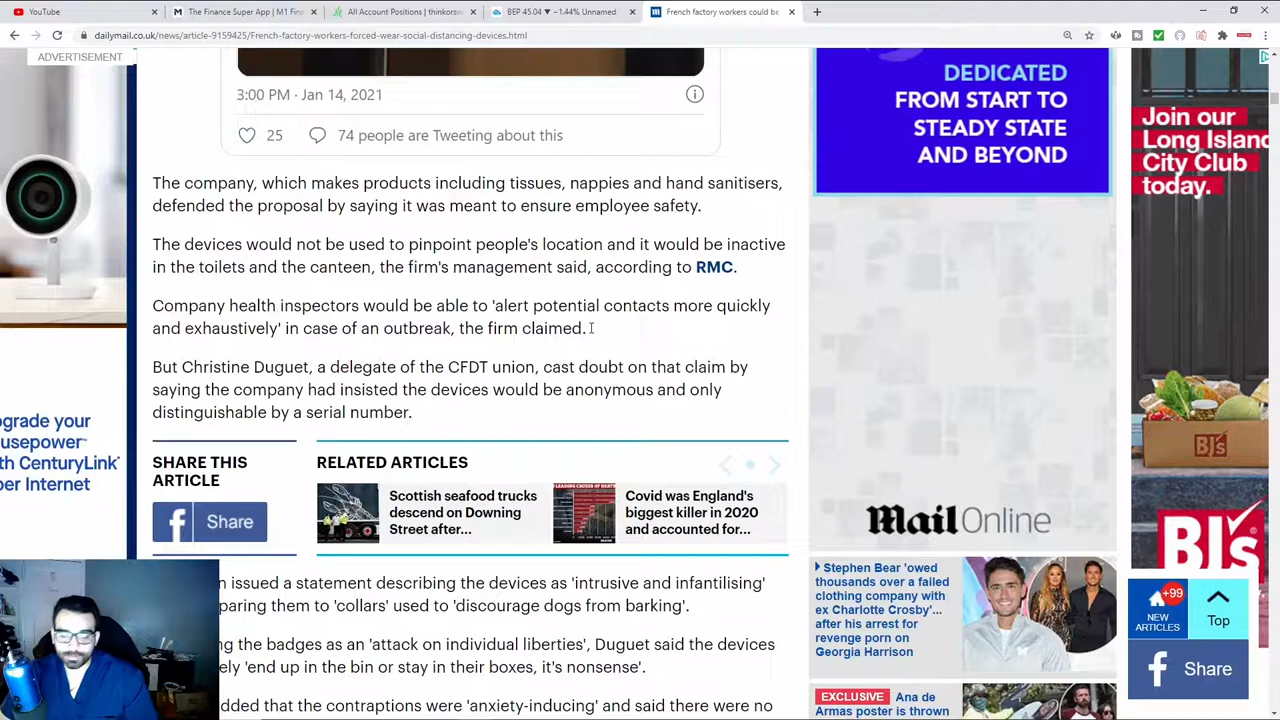 YouTube
The Finance Super App | M1 Fin
All Account Positions | thinkorsw
BEP 45.04 ▼ −1.44% Unnamed
French factory workers could be
dailymail.co.uk/news/article-9159425/French-factory-workers-forced-wear-social-distancing-devices.html
ADVERTISEMENT
3:00 PM · Jan 14, 2021
25 74 people are Tweeting about this
The company, which makes products including tissues, nappies and hand sanitisers,
defended the proposal by saying it was meant to ensure employee safety.
The devices would not be used to pinpoint people's location and it would be inactive
in the toilets and the canteen, the firm's management said, according to RMC.
Company health inspectors would be able to 'alert potential contacts more quickly
and exhaustively' in case of an outbreak, the firm claimed.
But Christine Duguet, a delegate of the CFDT union, cast doubt on that claim by
saying the company had insisted the devices would be anonymous and only
distinguishable by a serial number.
SHARE THIS
ARTICLE
Share
RELATED ARTICLES
Scottish seafood trucks
descend on Downing
Street after...
Covid was England's
biggest killer in 2020
and accounted for...
n issued a statement describing the devices as 'intrusive and infantilising'
paring them to 'collars' used to 'discourage dogs from barking'.
g the badges as an 'attack on individual liberties', Duguet said the devices
ely 'end up in the bin or stay in their boxes, it's nonsense'.
dded that the contraptions were 'anxiety-inducing' and said there were no
pgrade your
usepower
th CenturyLink
er Internet
DEDICATED
FROM START TO
STEADY STATE
AND BEYOND
Mail Online
Stephen Bear 'owed
thousands over a failed
clothing company with
ex Charlotte Crosby'...
after his arrest for
revenge porn on
Georgia Harrison
EXCLUSIVE Ana de
Armas poster is thrown
Join our
Long Island
City Club
today.
BJs
BJs
+99
NEW
ARTICLES
Top
Share